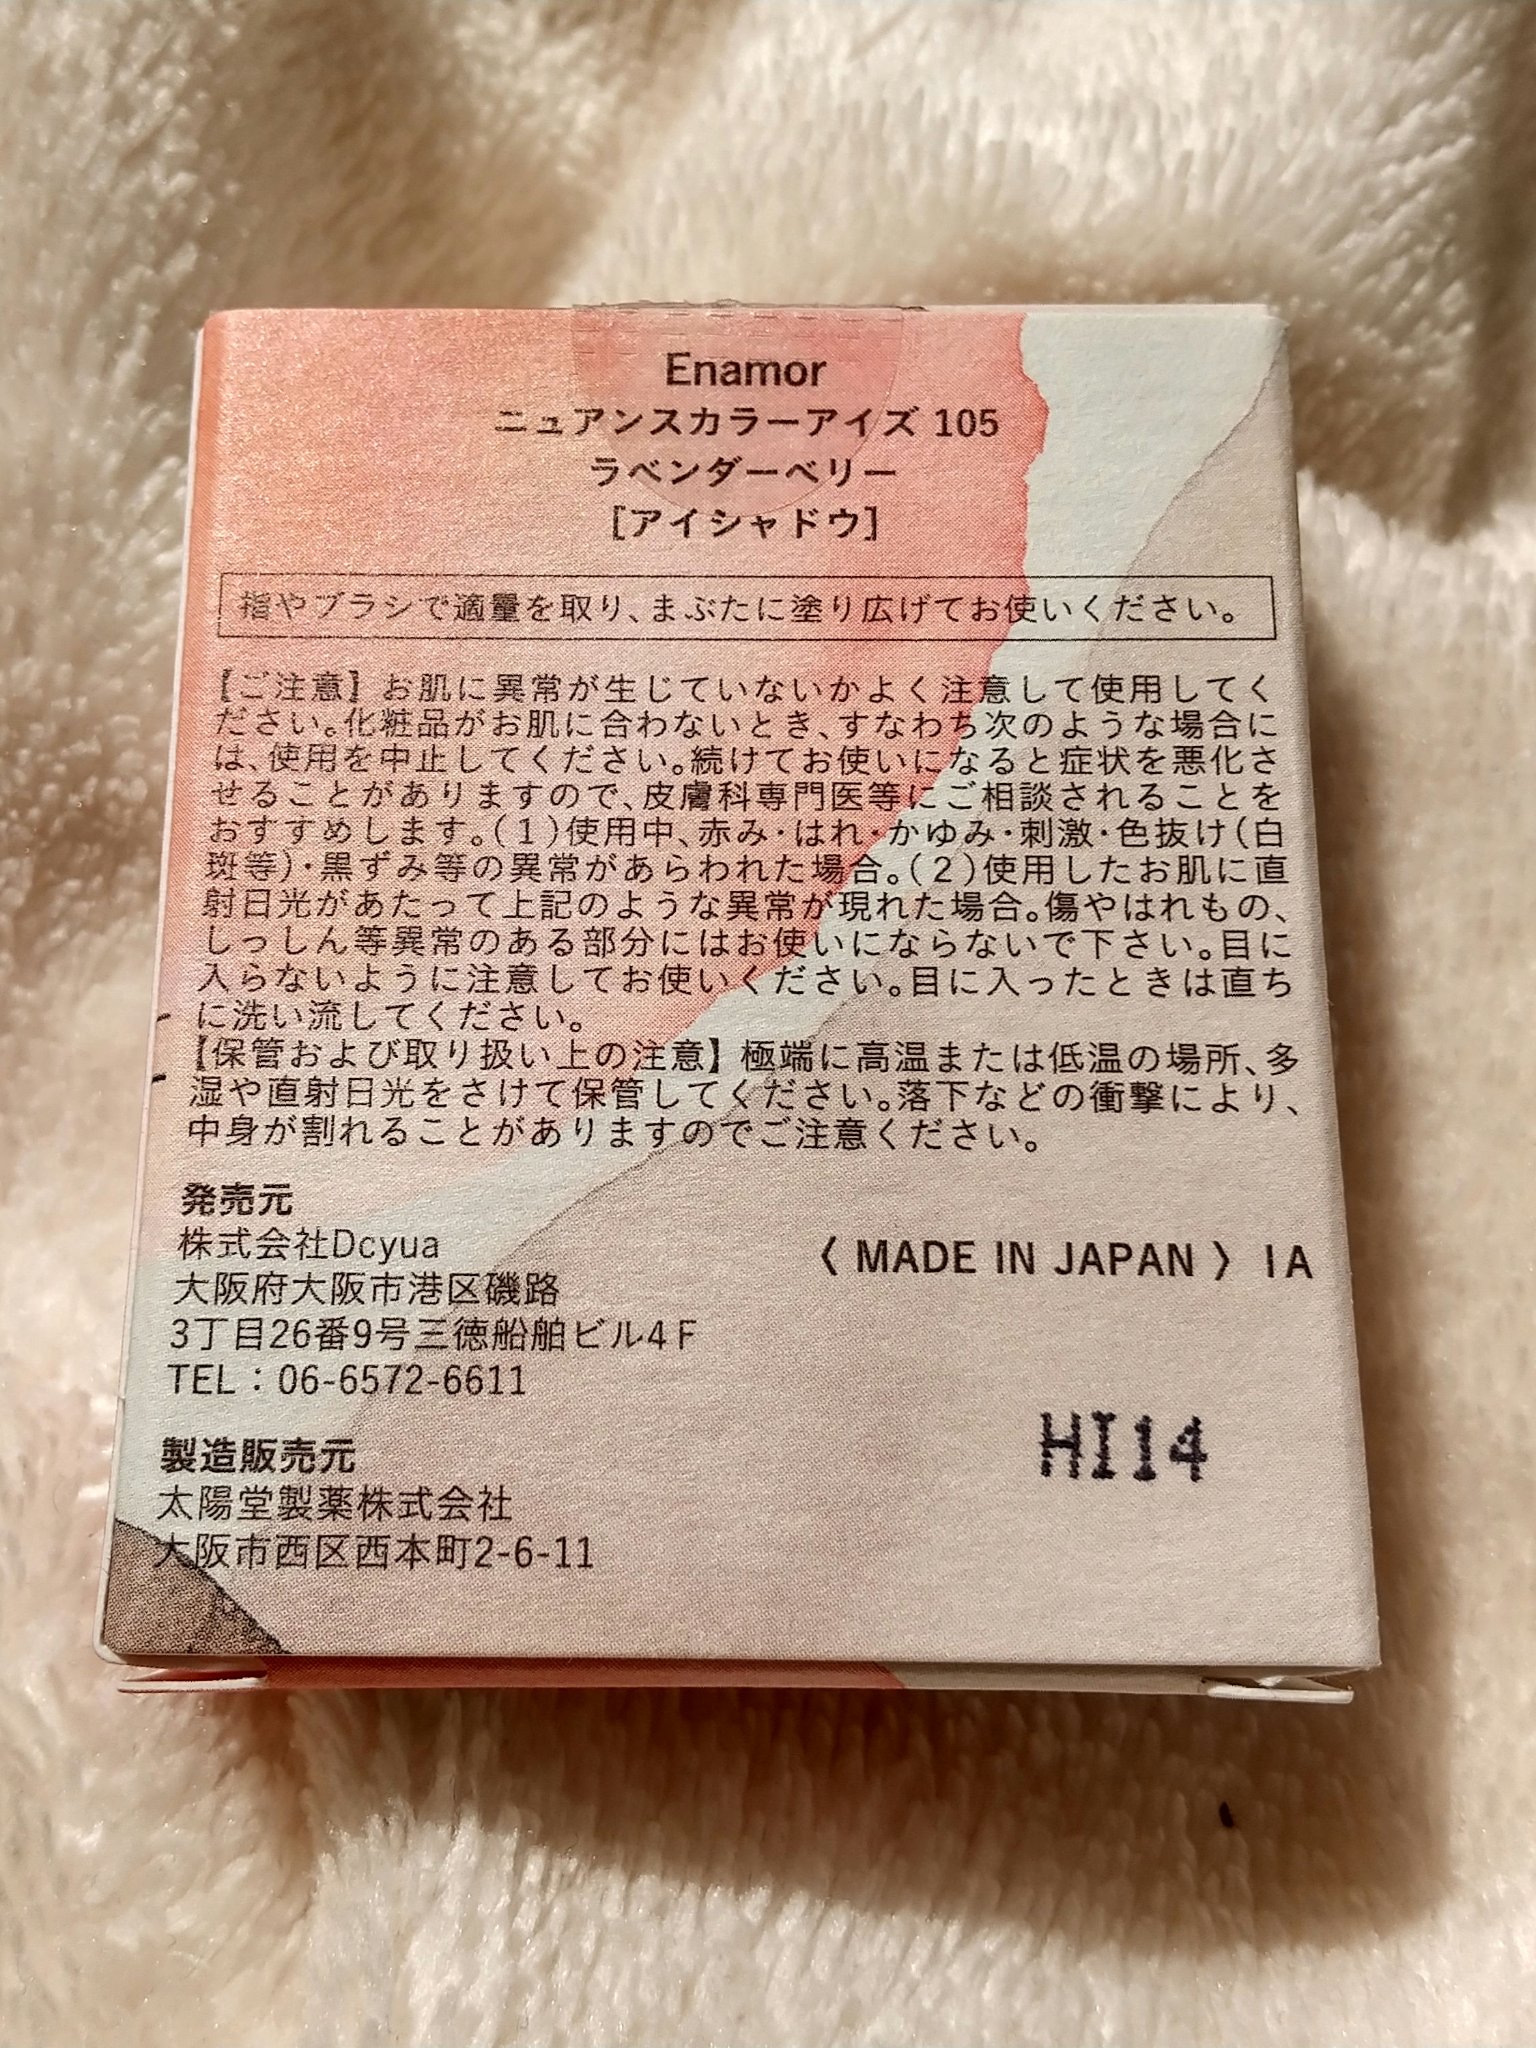 Enamor
ニュアンスカラーアイズ 105
ラベンダーベリー
[アイシャドウ]
指やブラシで適量を取り、まぶたに塗り広げてお使いください。
【ご注意】お肌に異常が生じていないかよく注意して使用してく
ださい。化粧品がお肌に合わないとき、すなわち次のような場合に
は、使用を中止してください。続けてお使いになると症状を悪化さ
せることがありますので、皮膚科専門医等にご相談されることを
おすすめします。(1)使用中、赤み・はれ・かゆみ・刺激・色抜け(白
斑等)・黒ずみ等の異常があらわれた場合。(2)使用したお肌に直
射日光があたって上記のような異常が現れた場合。傷やはれもの、
しっしん等異常のある部分にはお使いにならないで下さい。目に
入らないように注意してお使いください。目に入ったときは直ち
に洗い流してください。
【保管および取り扱い上の注意】極端に高温または低温の場所、多
湿や直射日光をさけて保管してください。落下などの衝撃により、
中身が割れることがありますのでご注意ください。
発売元
株式会社Dcyua
大阪府大阪市港区磯路
3丁目26番9号三徳船舶ビル4F
TEL：06-6572-6611
〈 MADE IN JAPAN 〉 IA
HI14
製造販売元
太陽堂製薬株式会社
大阪市西区西本町2-6-11